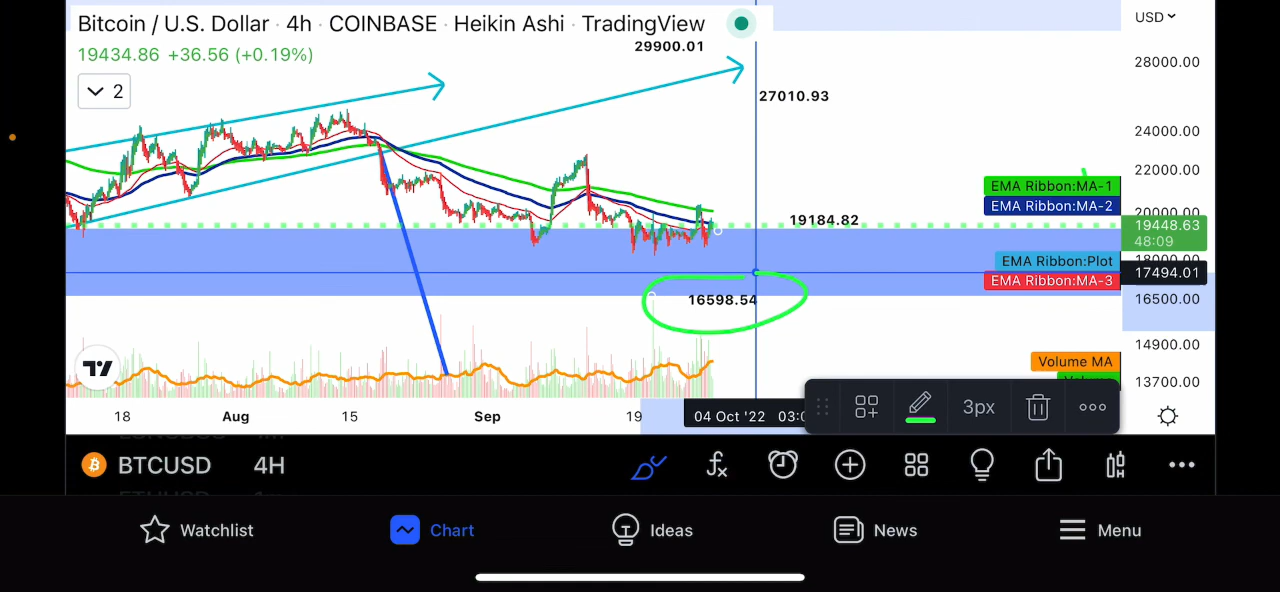 Bitcoin / U.S. Dollar · 4h · COINBASE · Heikin Ashi · TradingView
USD
29900.01
19434.86 +36.56 (+0.19%)
28000.00
2
27010.93
24000.00
22000.00
EMA Ribbon:MA-1
EMA Ribbon:MA-2
20000.00
19184.82
19448.63
48:09
EMA Ribbon:Plot
18000.00
17494.01
EMA Ribbon:MA-3
16598.54
16500.00
14900.00
Volume MA
13700.00
18 Aug 15 Sep 19 04 Oct '22
3px
BTCUSD 4H
Watchlist Chart Ideas News Menu